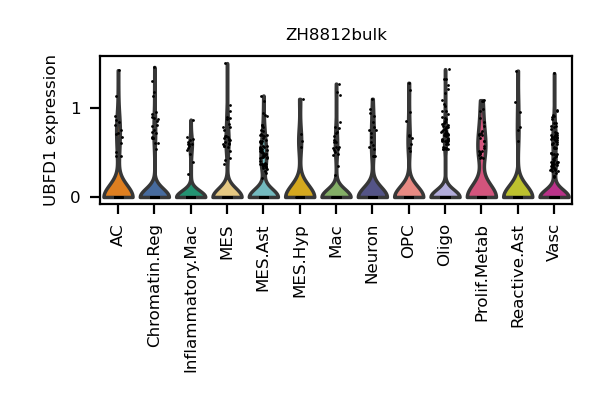 ZH8812bulk
UBFD1 expression
1
0
AC
Chromatin.Reg
Inflammatory.Mac
MES
MES.Ast
MES.Hyp
Mac
Neuron
OPC
Oligo
Prolif.Metab
Reactive.Ast
Vasc